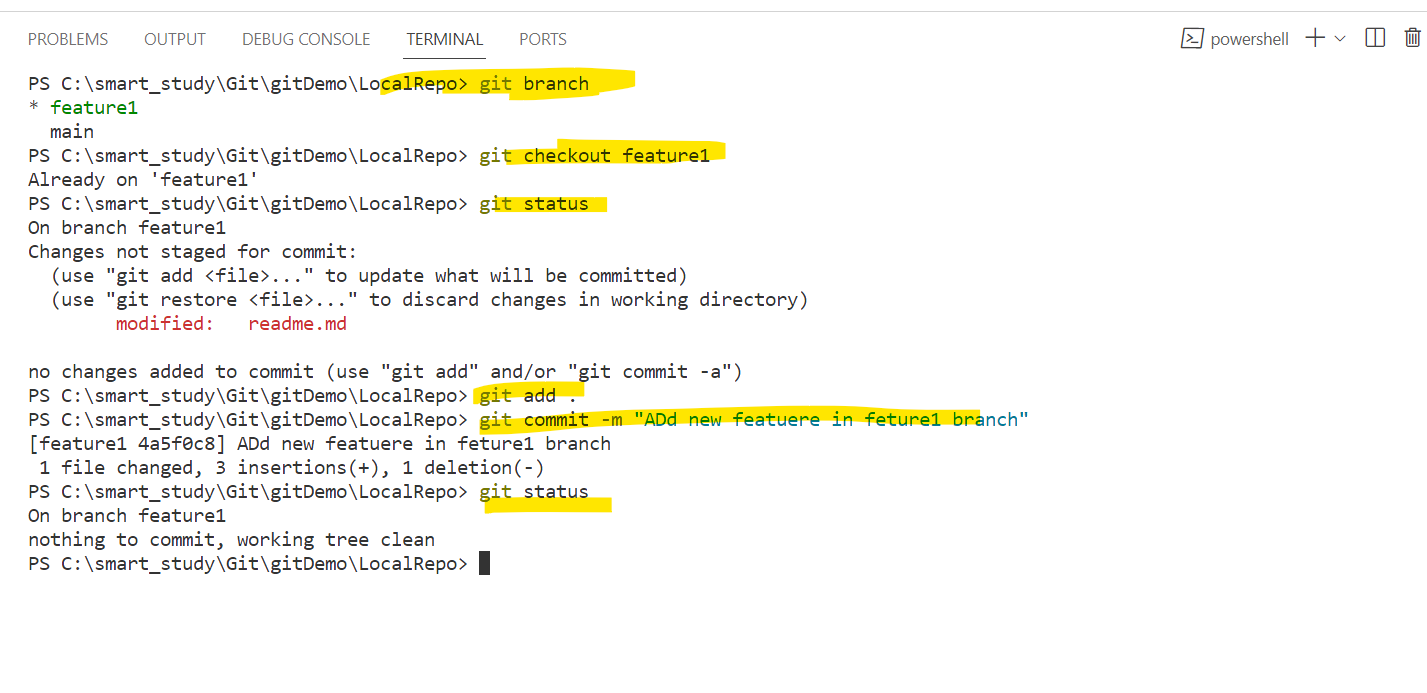 PROBLEMS OUTPUT DEBUG CONSOLE TERMINAL PORTS powershell
PS C:\smart_study\Git\gitDemo\LocalRepo> git branch
* feature1
  main
PS C:\smart_study\Git\gitDemo\LocalRepo> git checkout feature1
Already on 'feature1'
PS C:\smart_study\Git\gitDemo\LocalRepo> git status
On branch feature1
Changes not staged for commit:
  (use "git add <file>..." to update what will be committed)
  (use "git restore <file>..." to discard changes in working directory)
        modified:   readme.md

no changes added to commit (use "git add" and/or "git commit -a")
PS C:\smart_study\Git\gitDemo\LocalRepo> git add .
PS C:\smart_study\Git\gitDemo\LocalRepo> git commit -m "ADd new featuere in feture1 branch"
[feature1 4a5f0c8] ADd new featuere in feture1 branch
 1 file changed, 3 insertions(+), 1 deletion(-)
PS C:\smart_study\Git\gitDemo\LocalRepo> git status
On branch feature1
nothing to commit, working tree clean
PS C:\smart_study\Git\gitDemo\LocalRepo>